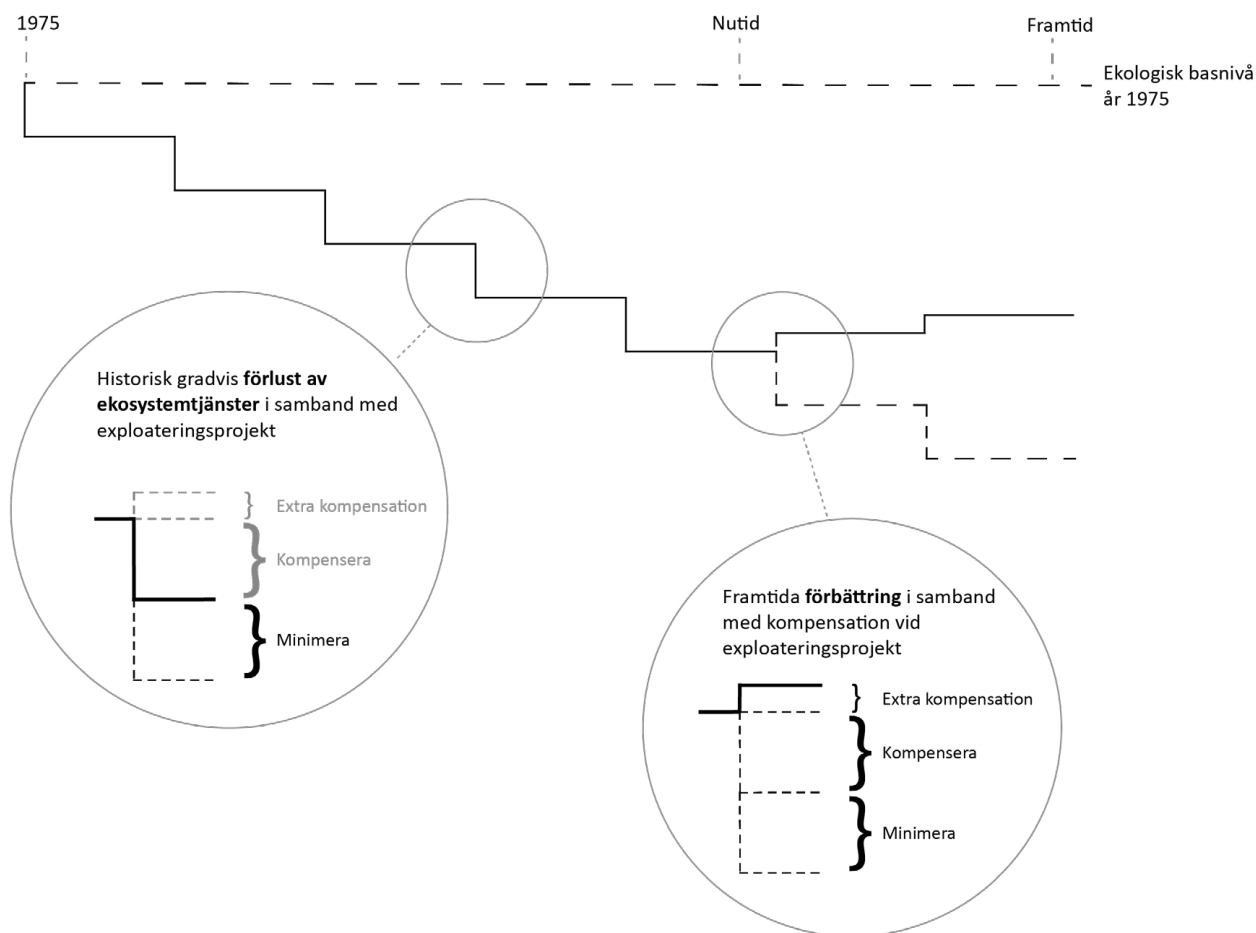 1975
Nutid
Framtid
Ekologisk basnivå
år 1975
Historisk gradvis förlust av
ekosystemtjänster i samband med
exploateringsprojekt
Extra kompensation
Kompensera
Minimera
Framtida förbättring i samband
med kompensation vid
exploateringsprojekt
Extra kompensation
Kompensera
Minimera